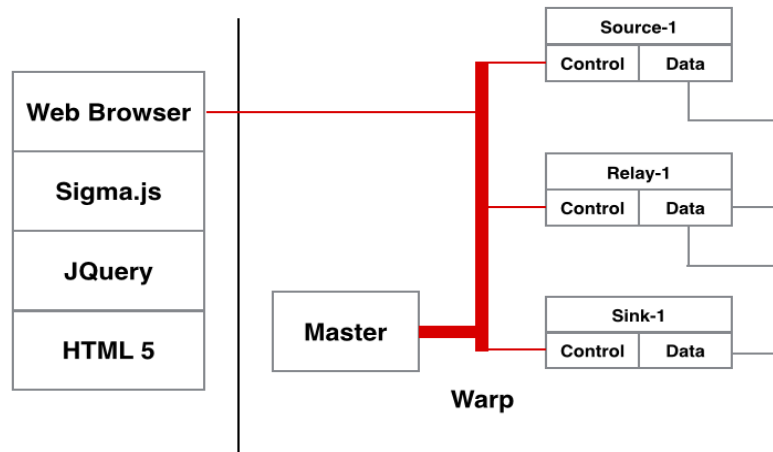 Web Browser
Sigma.js
JQuery
HTML 5
Master
Warp
Source-1
Control Data
Relay-1
Control Data
Sink-1
Control Data